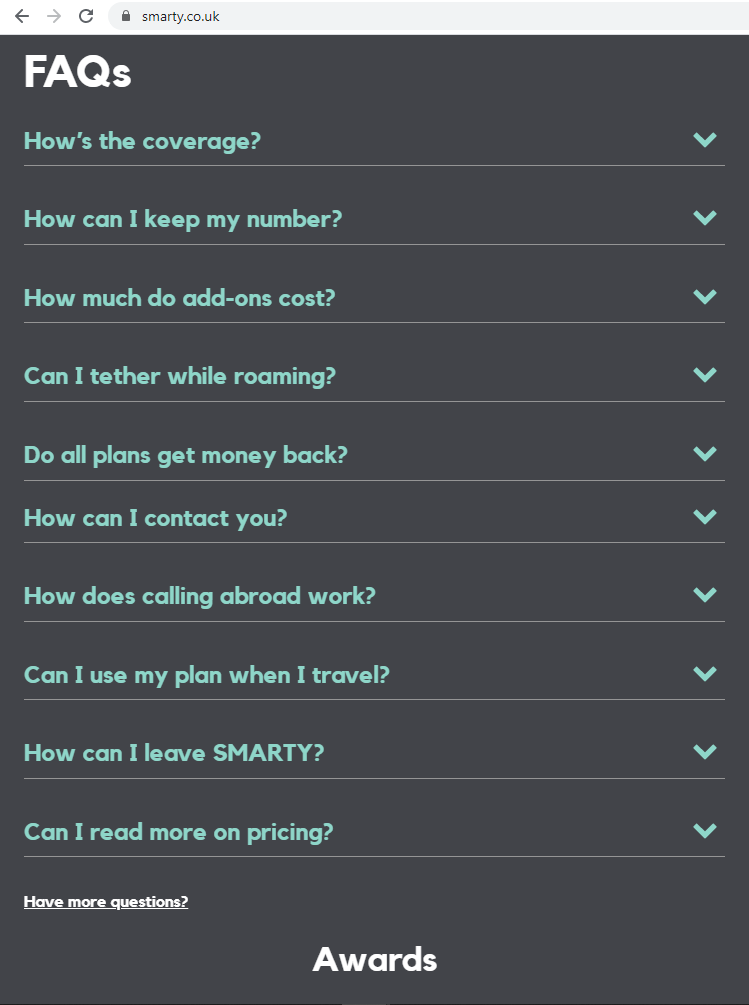 smarty.co.uk
FAQs
How's the coverage?
How can I keep my number?
How much do add-ons cost?
Can I tether while roaming?
Do all plans get money back?
How can I contact you?
How does calling abroad work?
Can I use my plan when I travel?
How can I leave SMARTY?
Can I read more on pricing?
Have more questions?
Awards